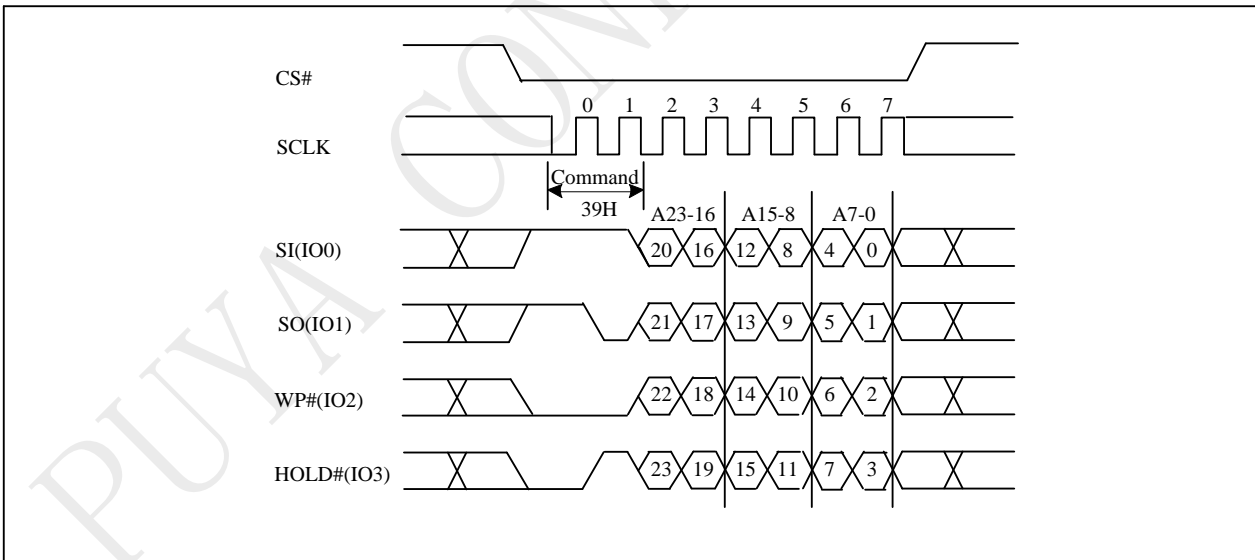 PUYA CON
CS#
0 1 2 3 4 5 6 7
SCLK
Command
39H
A23-16 A15-8 A7-0
SI(IO0) 20 16 12 8 4 0
SO(IO1) 21 17 13 9 5 1
WP#(IO2) 22 18 14 10 6 2
HOLD#(IO3) 23 19 15 11 7 3